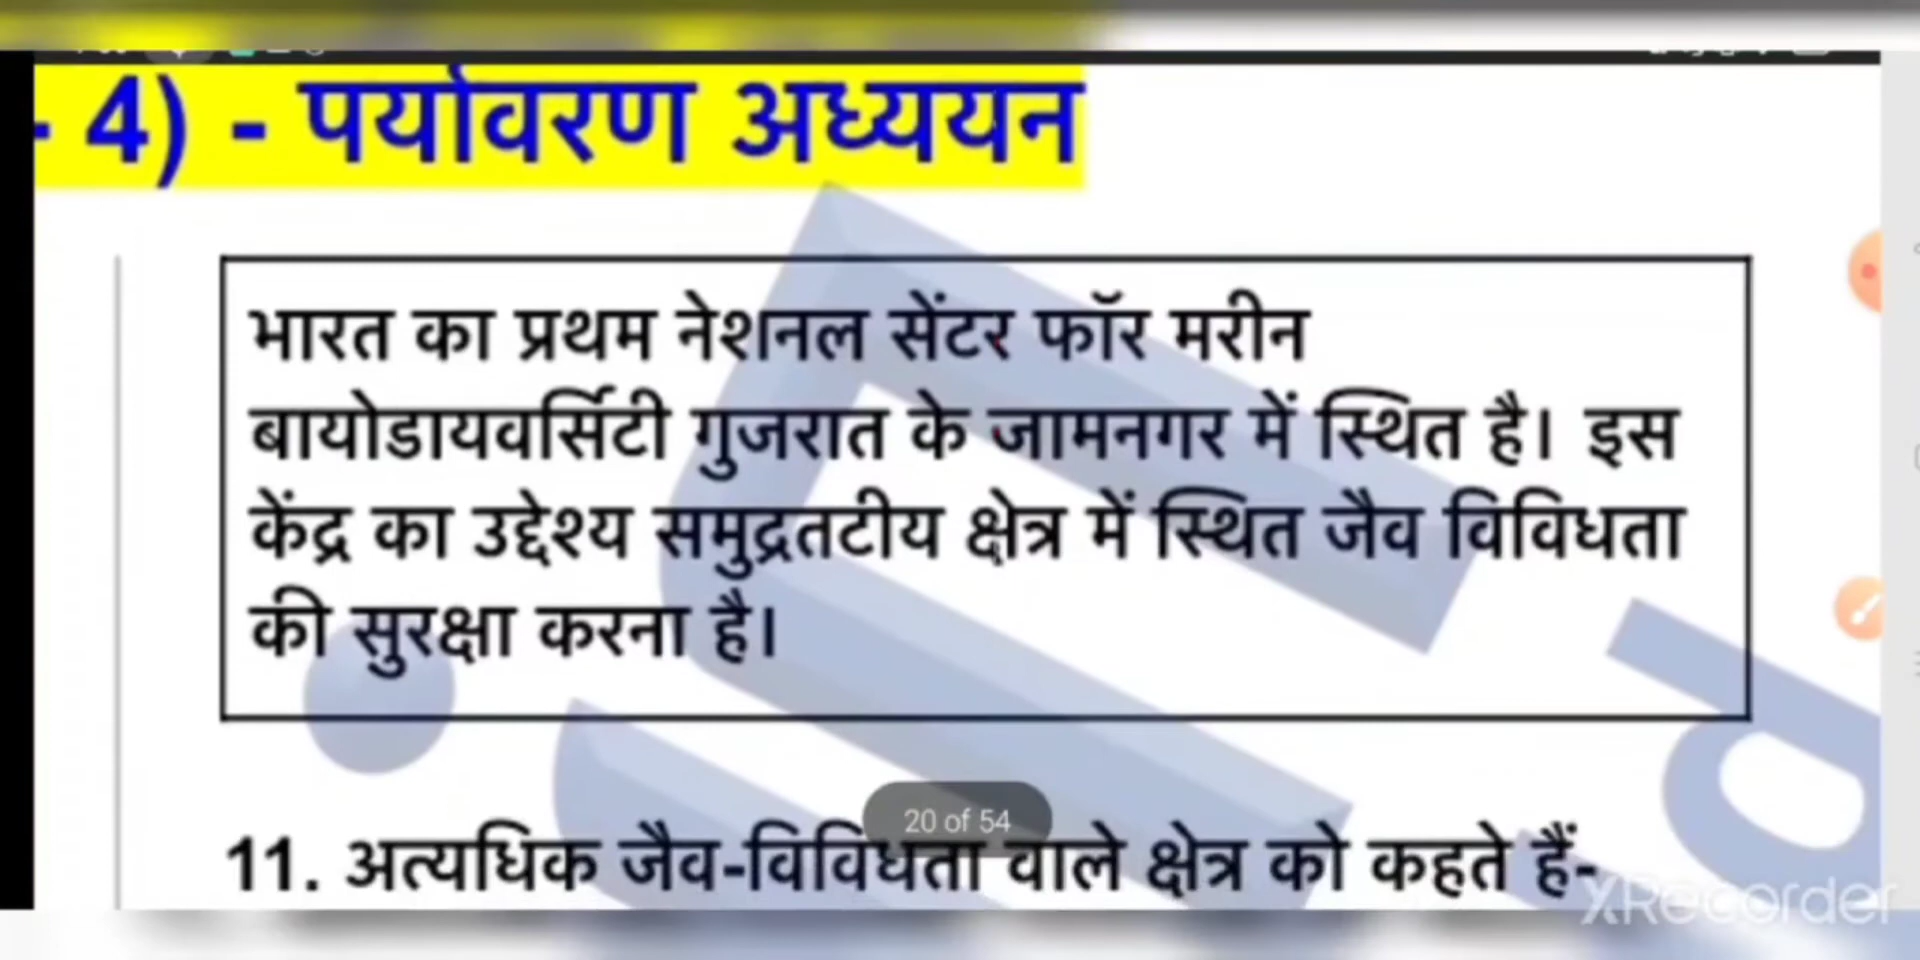 - 4) - पर्यावरण अध्ययन
भारत का प्रथम नेशनल सेंटर फॉर मरीन
बायोडायवर्सिटी गुजरात के जामनगर में स्थित है। इस
केंद्र का उद्देश्य समुद्रतटीय क्षेत्र में स्थित जैव विविधता
की सुरक्षा करना है।
20 of 54
11. अत्यधिक जैव-विविधता वाले क्षेत्र को कहते हैं-
XRecorder